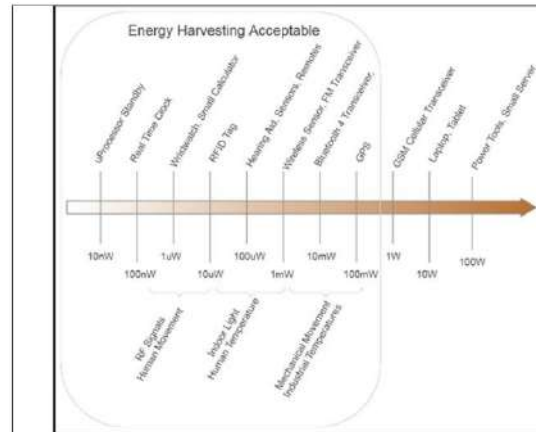 Energy Harvesting Acceptable
uProcessor Standby
Real Time Clock
Wristwatch, Small Calculator
RFID Tag
Hearing Aid, Sensors, Remotes
Wireless Sensor, FM Transceiver
Bluetooth 4 Transceiver,
GPS
GSM Cellular Transceiver
Laptop, Tablet
Power Tools, Small Server
10nW
100nW
1uW
10uW
100uW
1mW
10mW
100mW
1W
10W
100W
RF Signals
Human Movement
Indoor Light
Human Temperature
Mechanical Movement
Industrial Temperatures